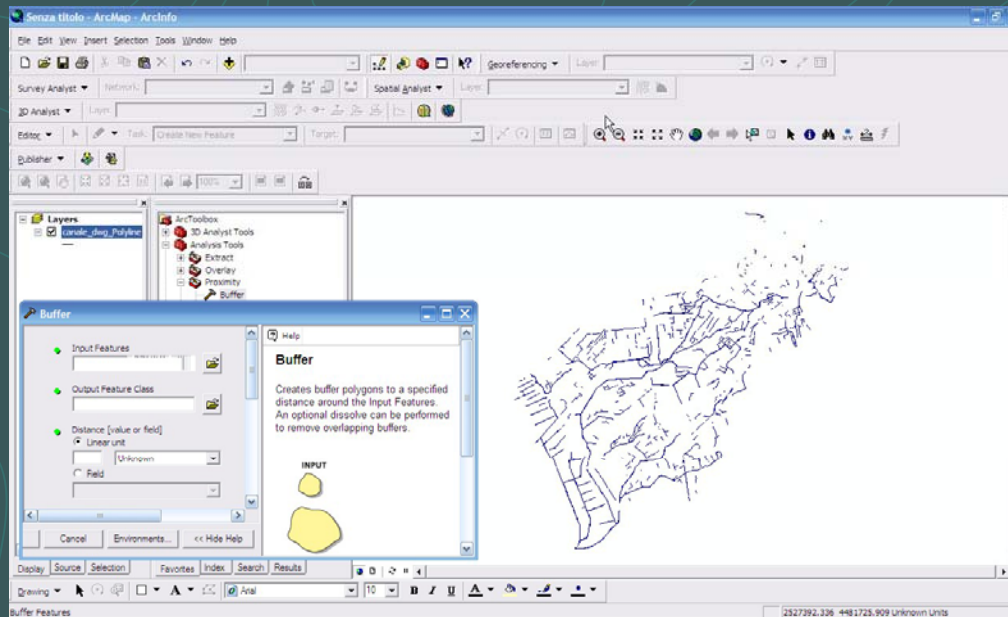 Senza titolo - ArcMap - ArcInfo
File Edit View Insert Selection Tools Window Help
Georeferencing Layer:
Survey Analyst Network: Spatial Analyst Layer:
3D Analyst Layer:
Editor Task: Create New Feature Target:
Publisher
100%
Layers
canale_dwg_Polyline
ArcToolbox
3D Analyst Tools
Analysis Tools
Extract
Overlay
Proximity
Buffer
Buffer
Input Features
Output Feature Class
Distance [value or field]
Linear unit
Unknown
Field
Cancel Environments... << Hide Help
Help
Buffer
Creates buffer polygons to a specified
distance around the Input Features.
An optional dissolve can be performed
to remove overlapping buffers.
INPUT
Display Source Selection Favorites Index Search Results
Drawing A Arial 10 B I U A
Buffer Features 2527392.336 4481725.909 Unknown Units